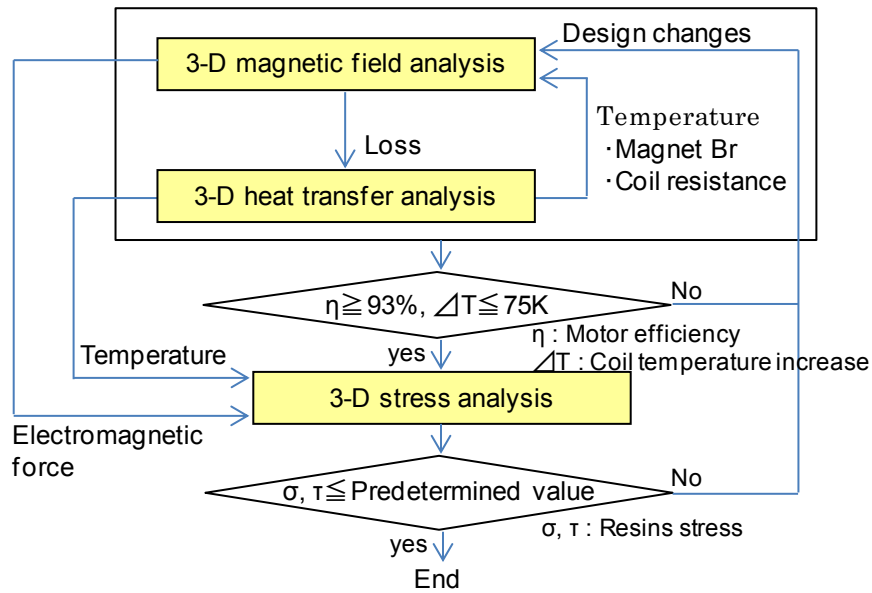 Design changes
3-D magnetic field analysis
Temperature
・Magnet Br
・Coil resistance
Loss
3-D heat transfer analysis
η≧93%, ⊿T≦75K
No
η : Motor efficiency
⊿T : Coil temperature increase
yes
Temperature
3-D stress analysis
Electromagnetic
force
σ, τ≦Predetermined value
No
σ, τ : Resins stress
yes
End